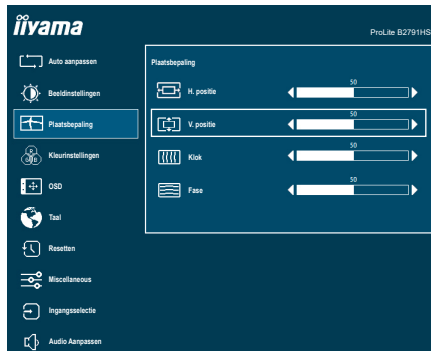 iiyama
ProLite B2791HS
Auto aanpassen
Beeldinstellingen
Plaatsbepaling
Kleurinstellingen
R
G B
OSD
Taal
Resetten
Miscellaneous
Ingangsselectie
Audio Aanpassen
Plaatsbepaling
H. positie
50
V. positie
50
Klok
50
Fase
50